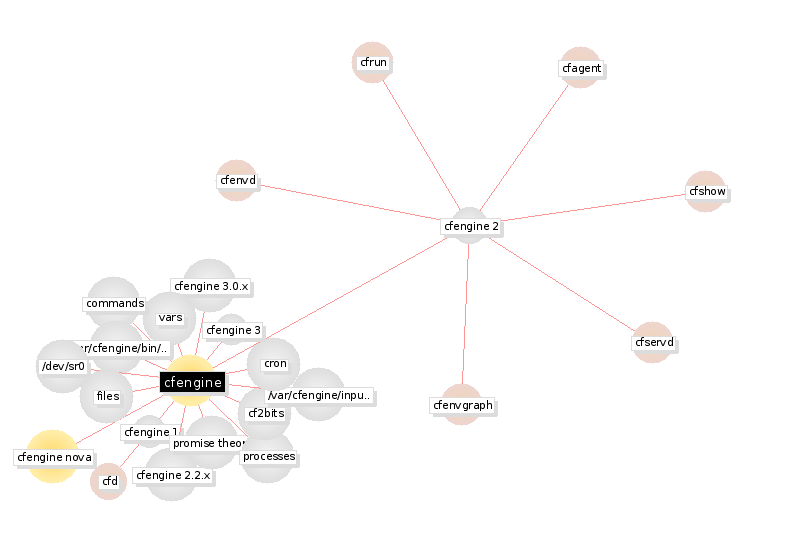 cfrun
cfagent
cfenvd
cfshow
cfengine 2
cfengine 3.0.x
commands
vars
cfengine 3
cfservd
r/cfengine/bin/..
/dev/sr0
cron
cfengine
files
/var/cfengine/inpu..
cfenvgraph
cf2bits
cfengine 1
promise theor
cfengine nova
processes
cfengine 2.2.x
cfd